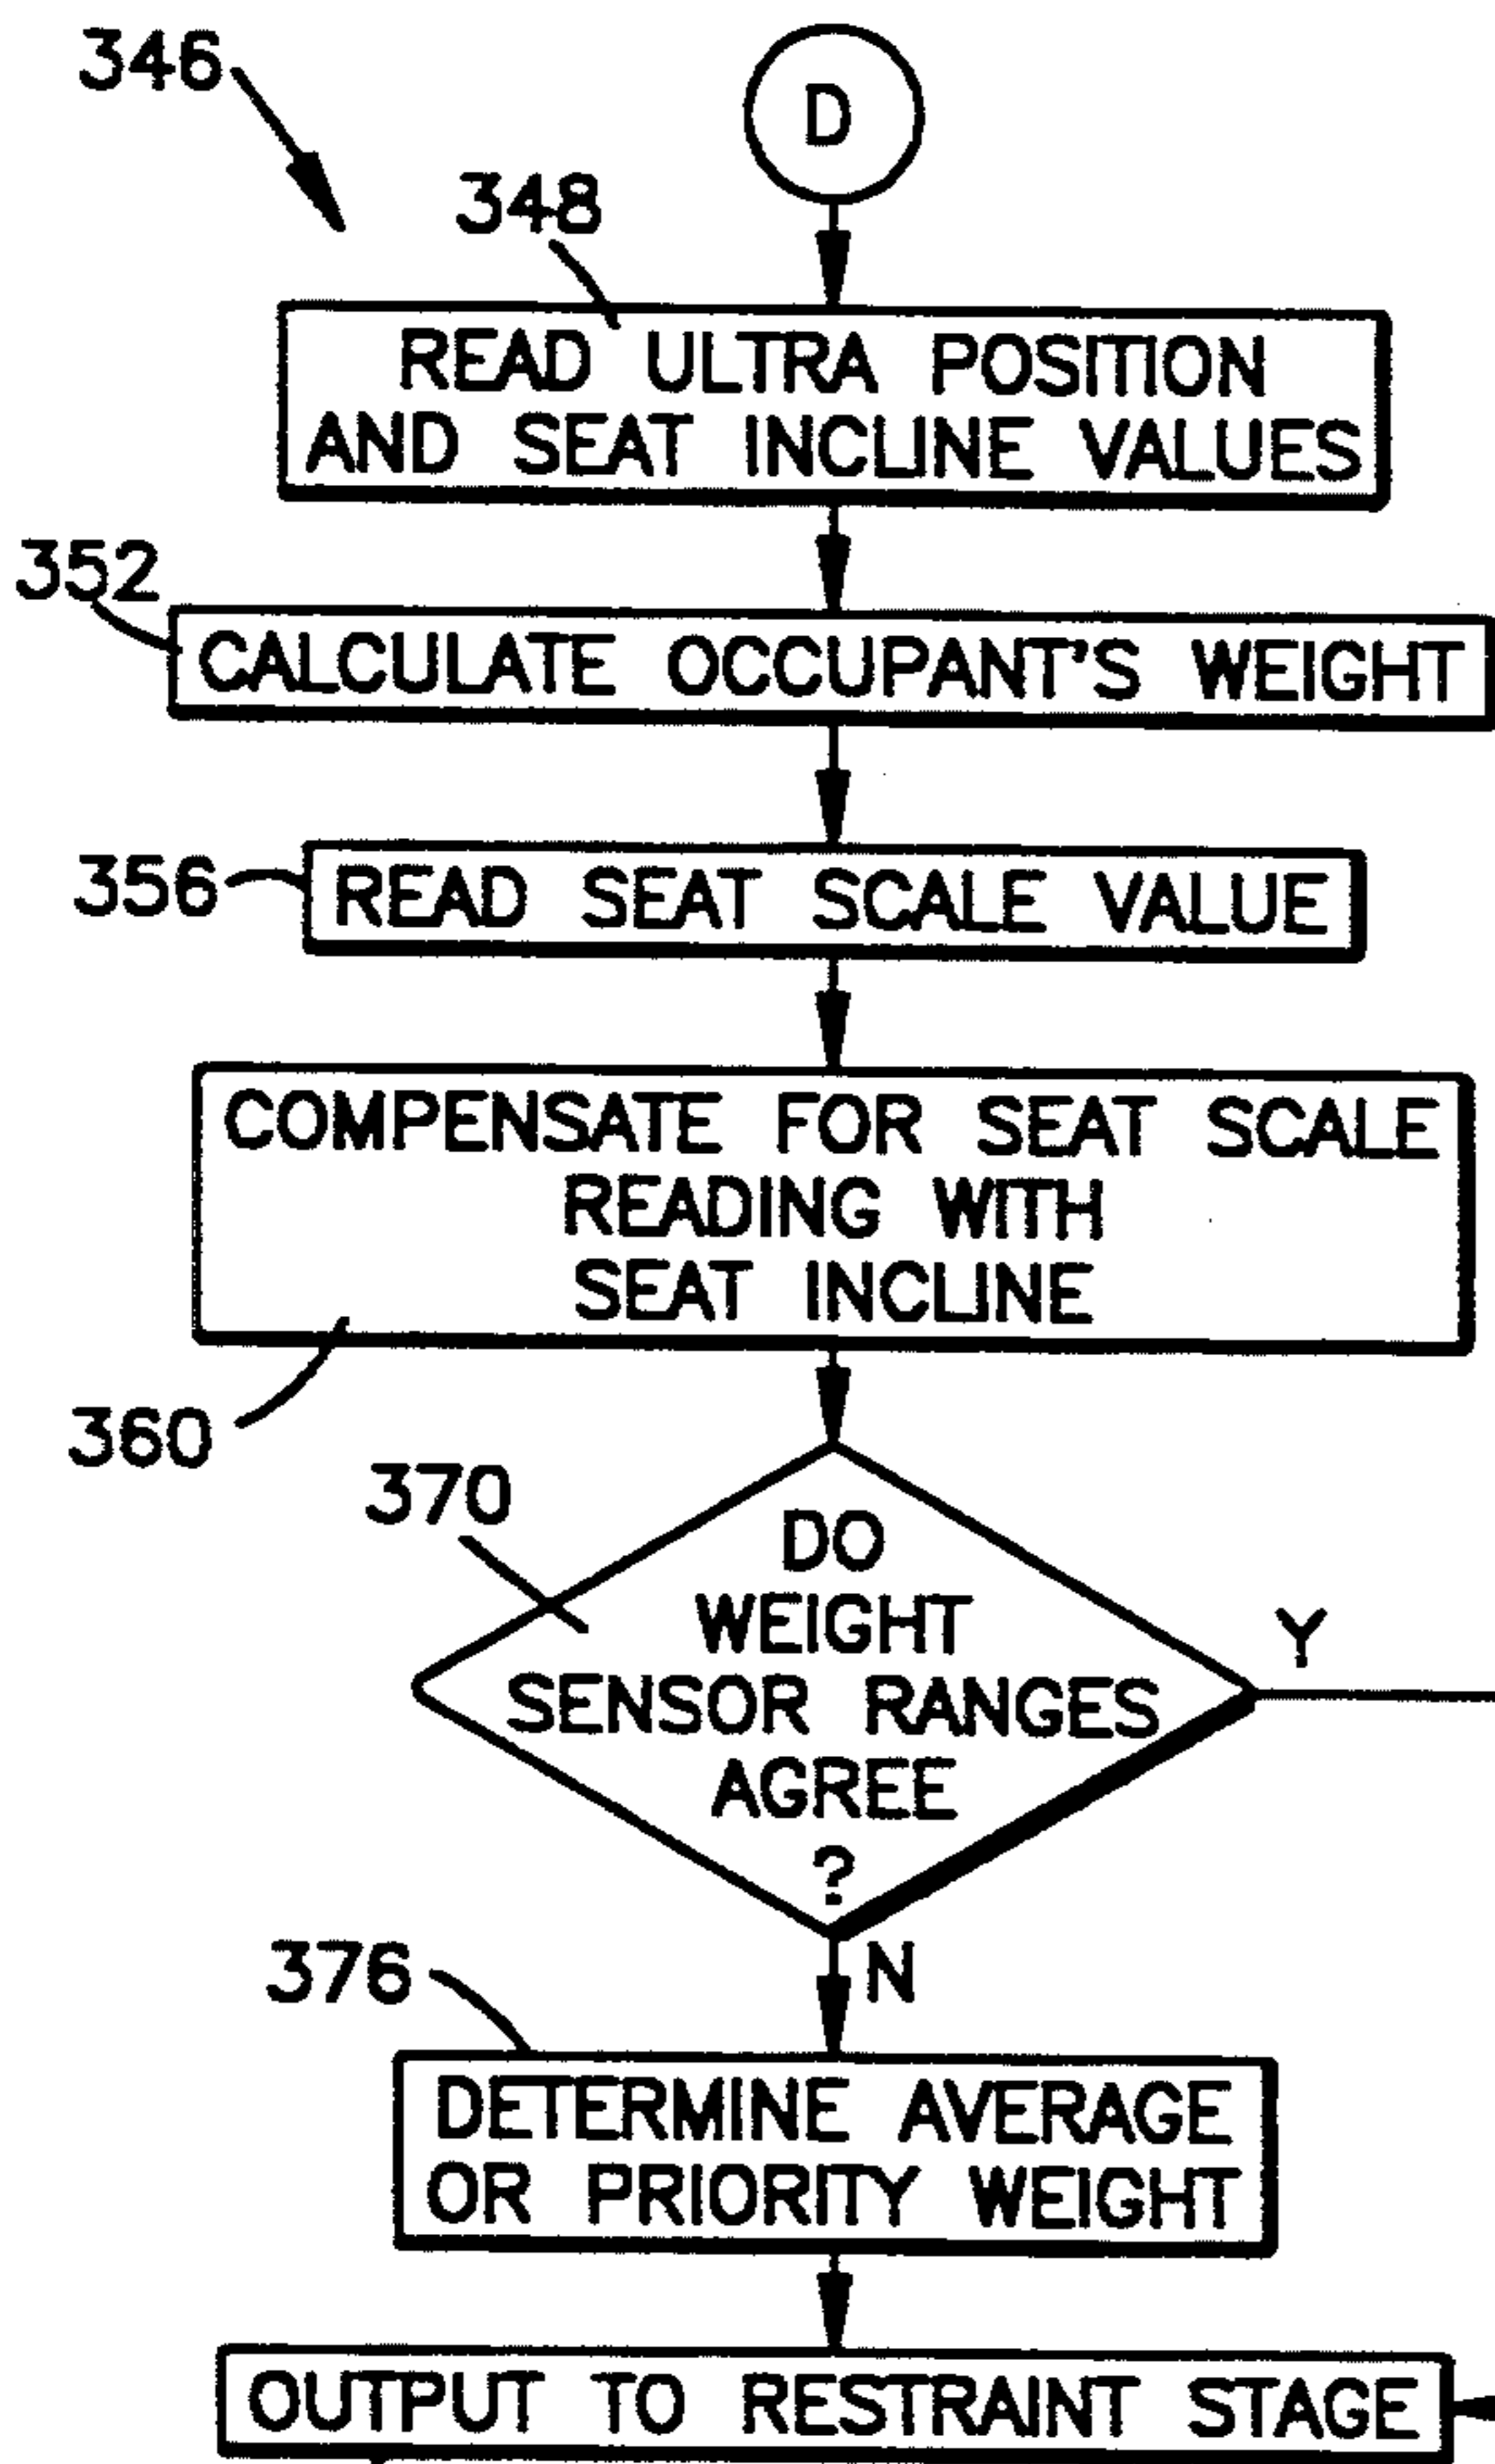 346
D
348
READ ULTRA POSITION
AND SEAT INCLINE VALUES
352
CALCULATE OCCUPANT'S WEIGHT
356
READ SEAT SCALE VALUE
COMPENSATE FOR SEAT SCALE
READING WITH
SEAT INCLINE
360
370
DO
WEIGHT
SENSOR RANGES
AGREE
?
Y
N
376
DETERMINE AVERAGE
OR PRIORITY WEIGHT
OUTPUT TO RESTRAINT STAGE